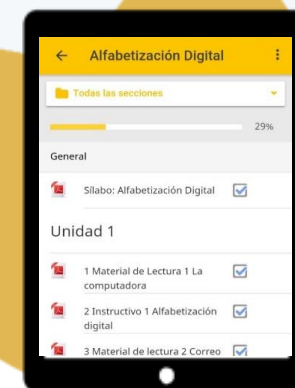 Alfabetización Digital
Todas las secciones
29%
General
Sílabo: Alfabetización Digital
Unidad 1
1 Material de Lectura 1 La
computadora
2 Instructivo 1 Alfabetización
digital
3 Material de lectura 2 Correo